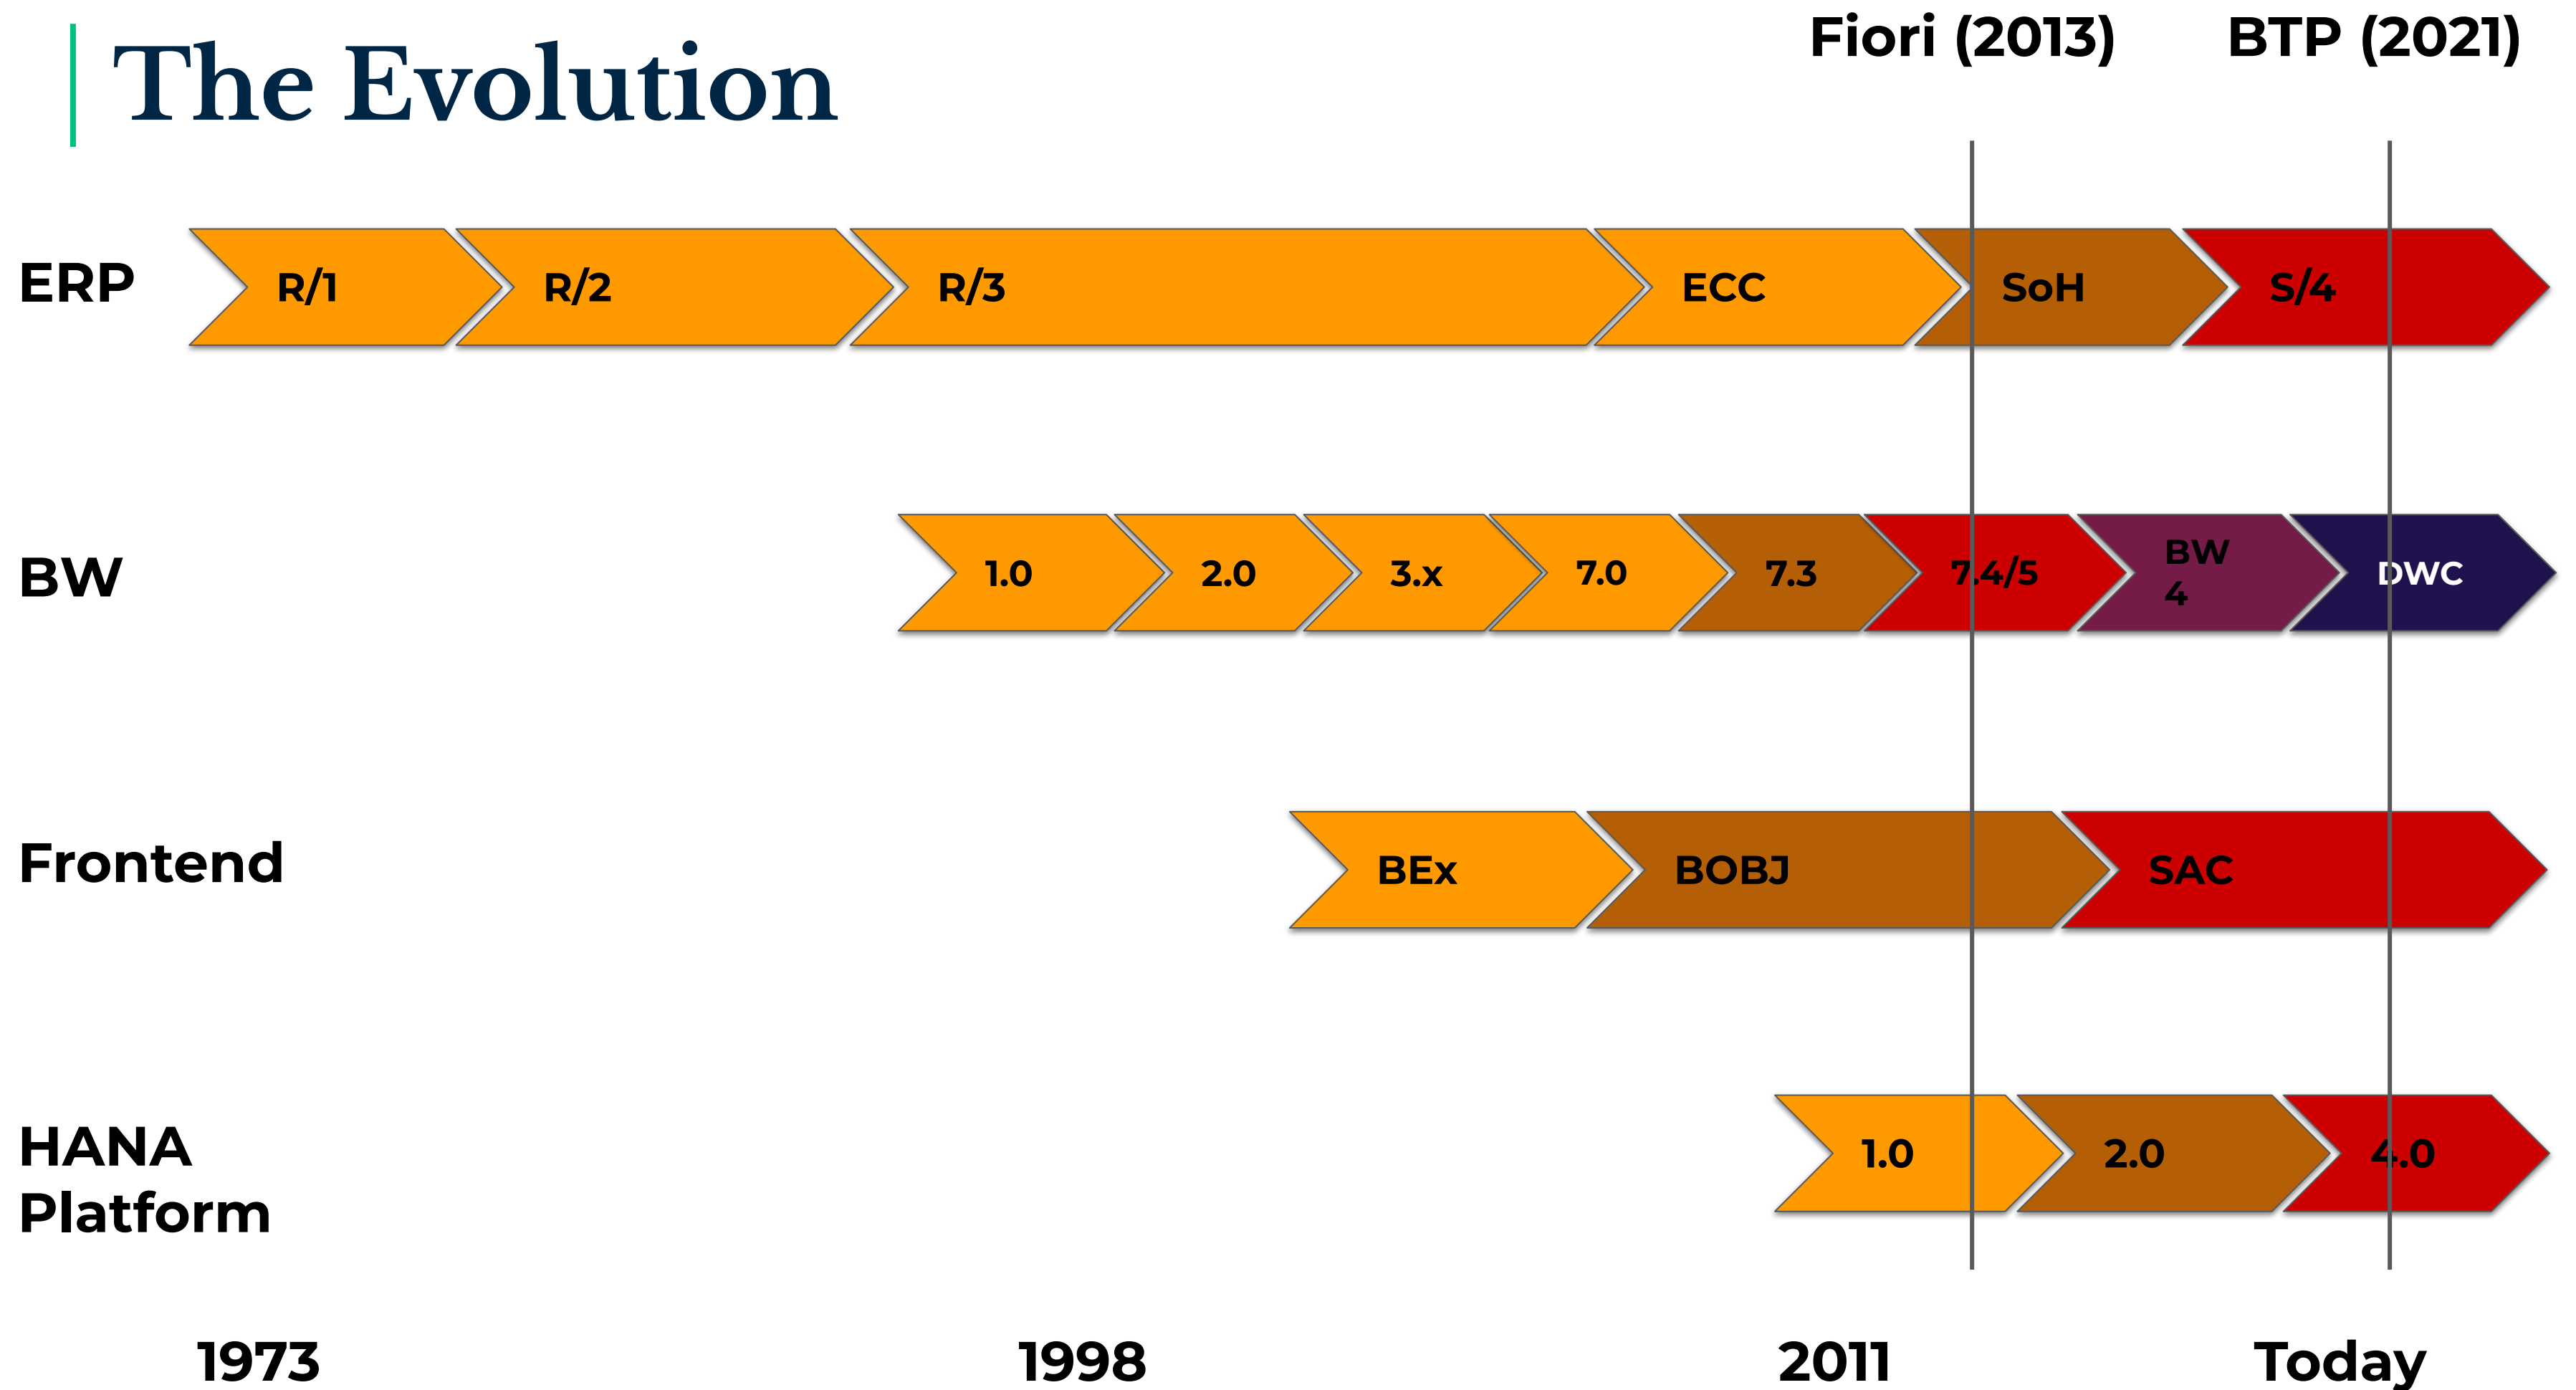 The Evolution
Fiori (2013)
BTP (2021)
ERP
R/1
R/2
R/3
ECC
SoH
S/4
BW
1.0
2.0
3.x
7.0
7.3
7.4/5
BW
4
DWC
Frontend
BEx
BOBJ
SAC
HANA
Platform
1.0
2.0
4.0
1973
1998
2011
Today